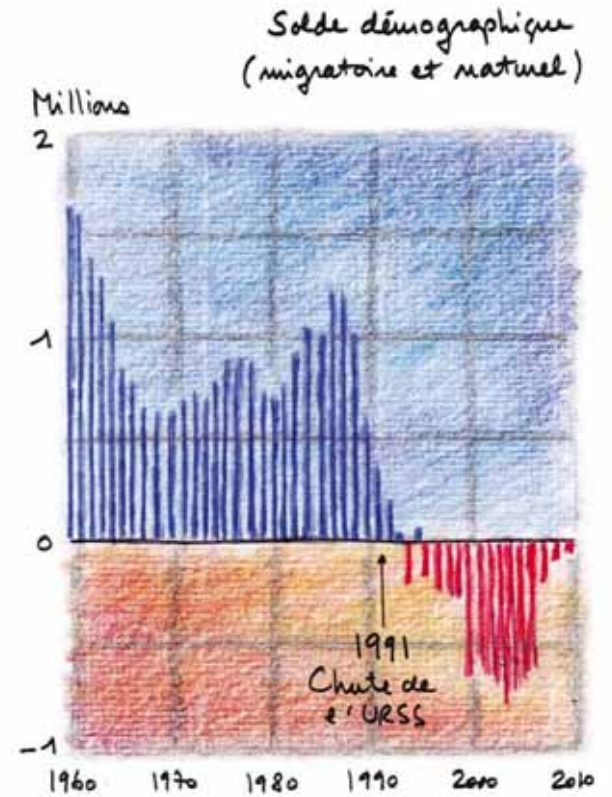 Solde démographique
(migratoire et naturel)
Millions
2
1
0
1991
Chute de
l'URSS
-1
1960 1970 1980 1990 2000 2010